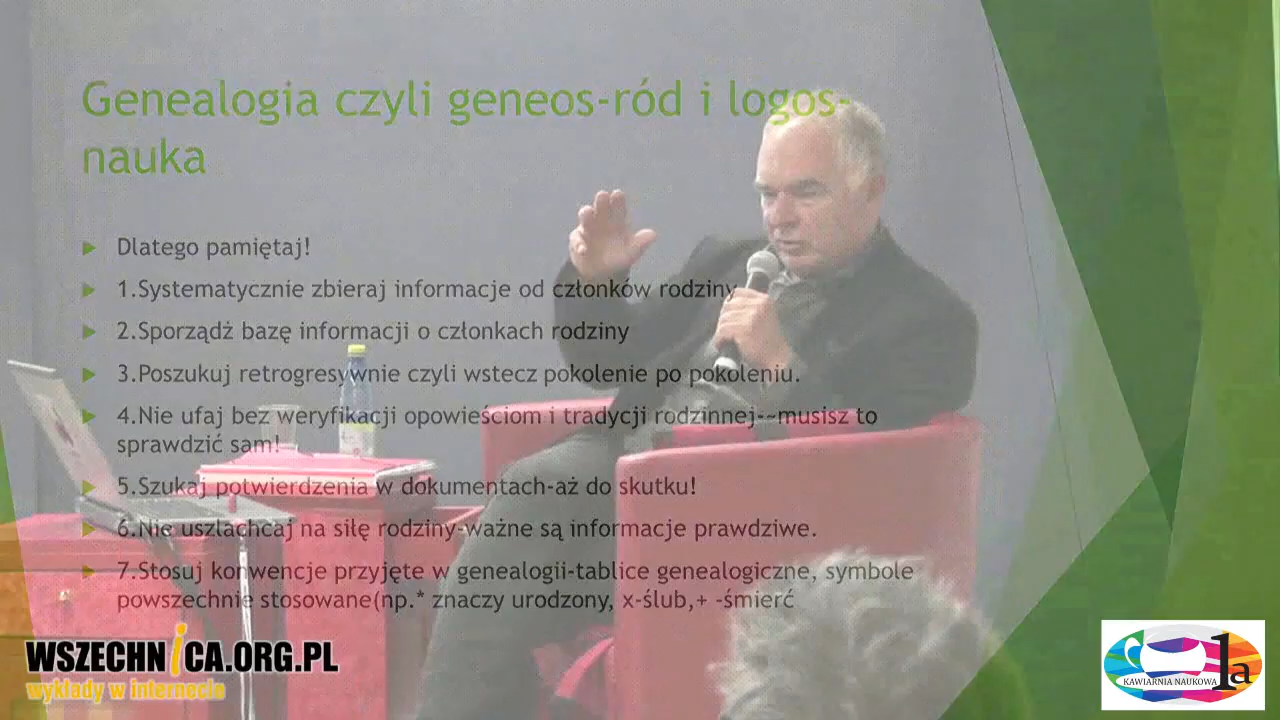 Genealogia czyli geneos-ród i logos-
nauka
Dlatego pamiętaj!
1.Systematycznie zbieraj informacje od członków rodziny
2.Sporządż bazę informacji o członkach rodziny
3.Poszukuj retrogresywnie czyli wstecz pokolenie po pokoleniu.
4.Nie ufaj bez weryfikacji opowieściom i tradycji rodzinnej--musisz to
sprawdzić sam!
5.Szukaj potwierdzenia w dokumentach-aż do skutku!
6.Nie uszlachcaj na siłę rodziny-ważne są informacje prawdziwe.
7.Stosuj konwencje przyjęte w genealogii-tablice genealogiczne, symbole
powszechnie stosowane(np.* znaczy urodzony, x-ślub,+ -śmierć
WSZECHNiCA.ORG.PL
wykłady w internecie
KAWIARNIA NAUKOWA 1a